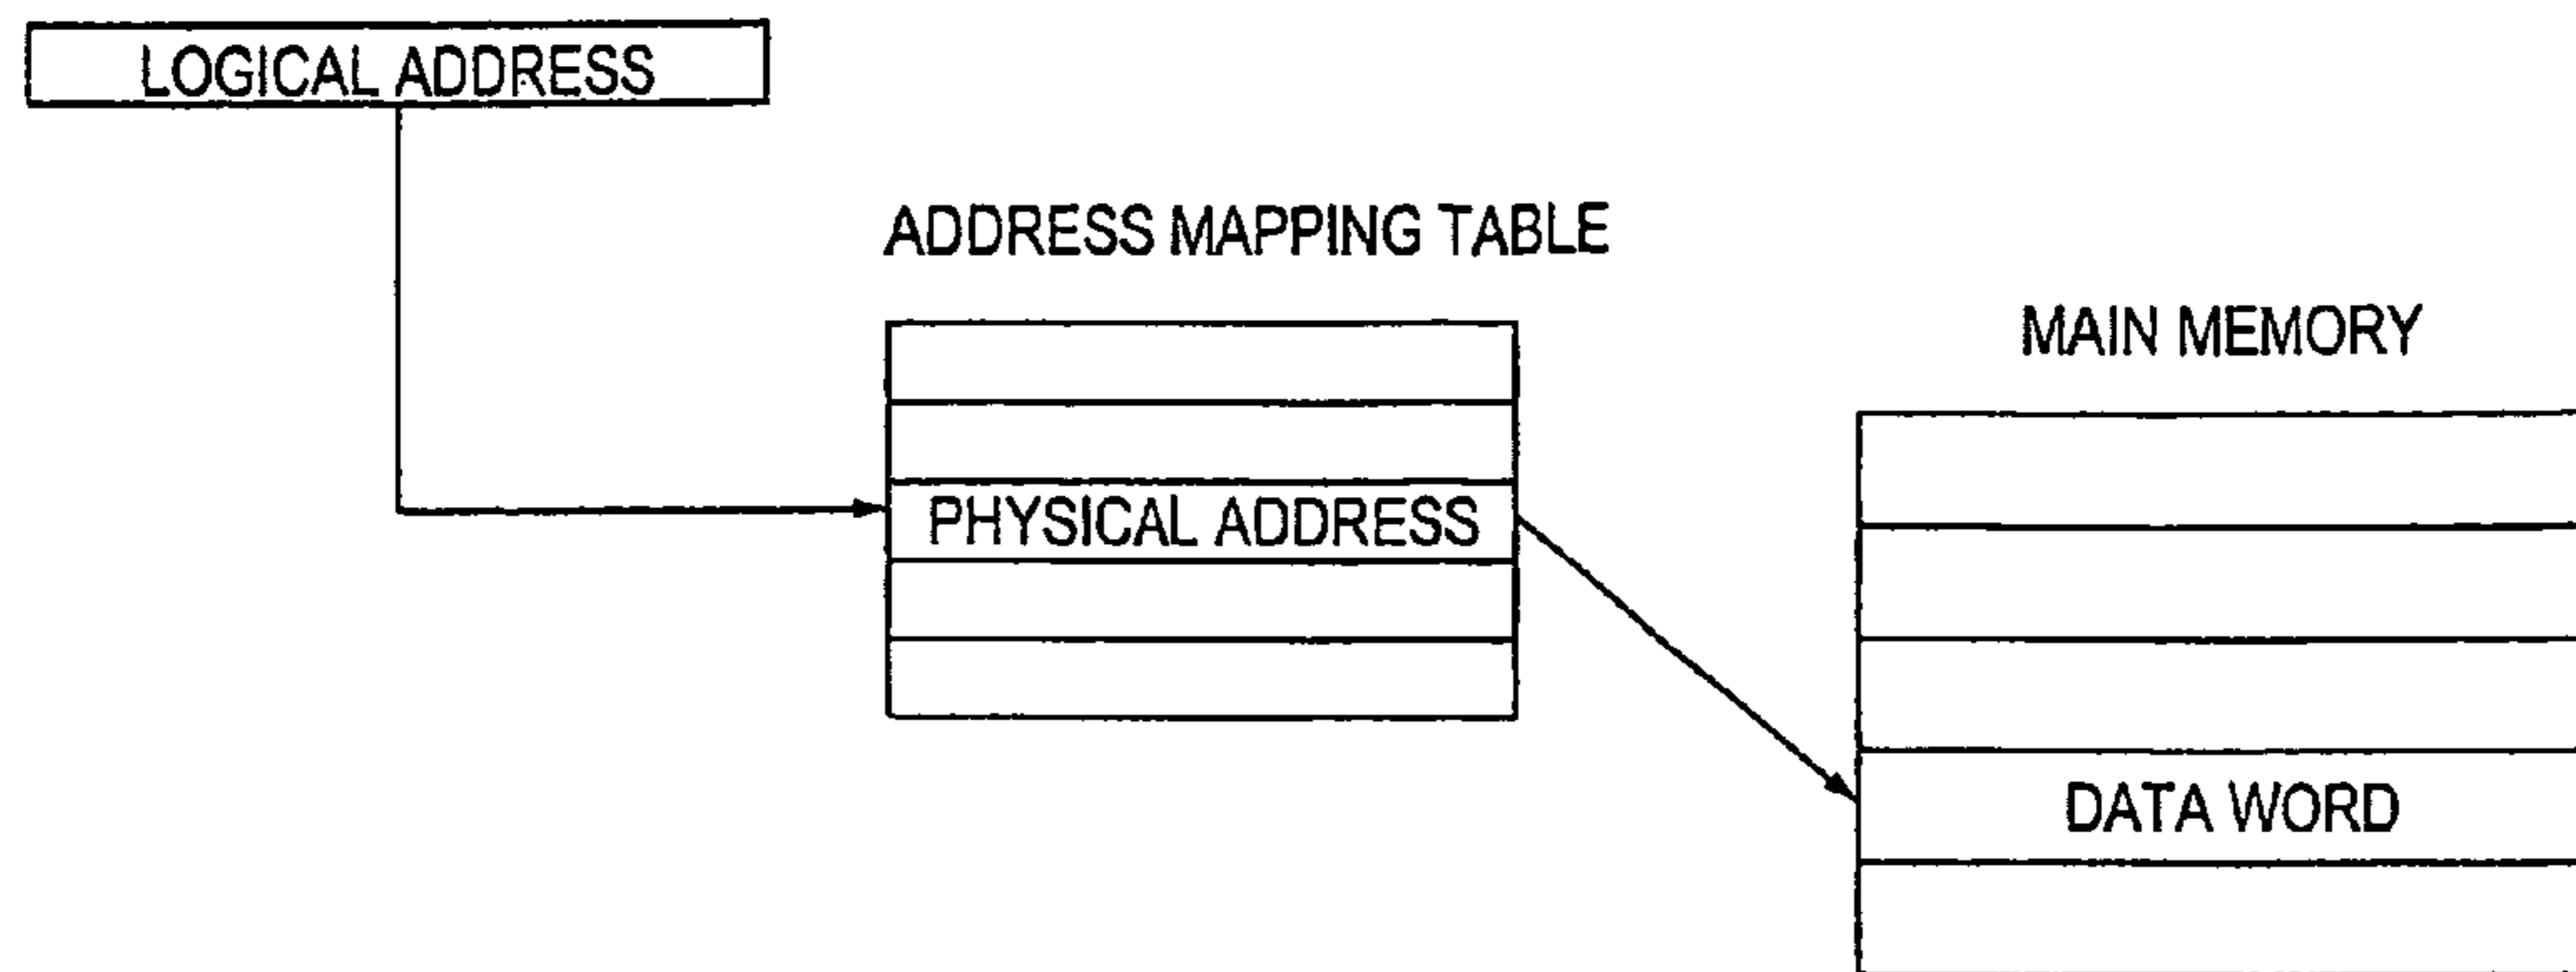 LOGICAL ADDRESS
ADDRESS MAPPING TABLE
MAIN MEMORY
PHYSICAL ADDRESS
DATA WORD